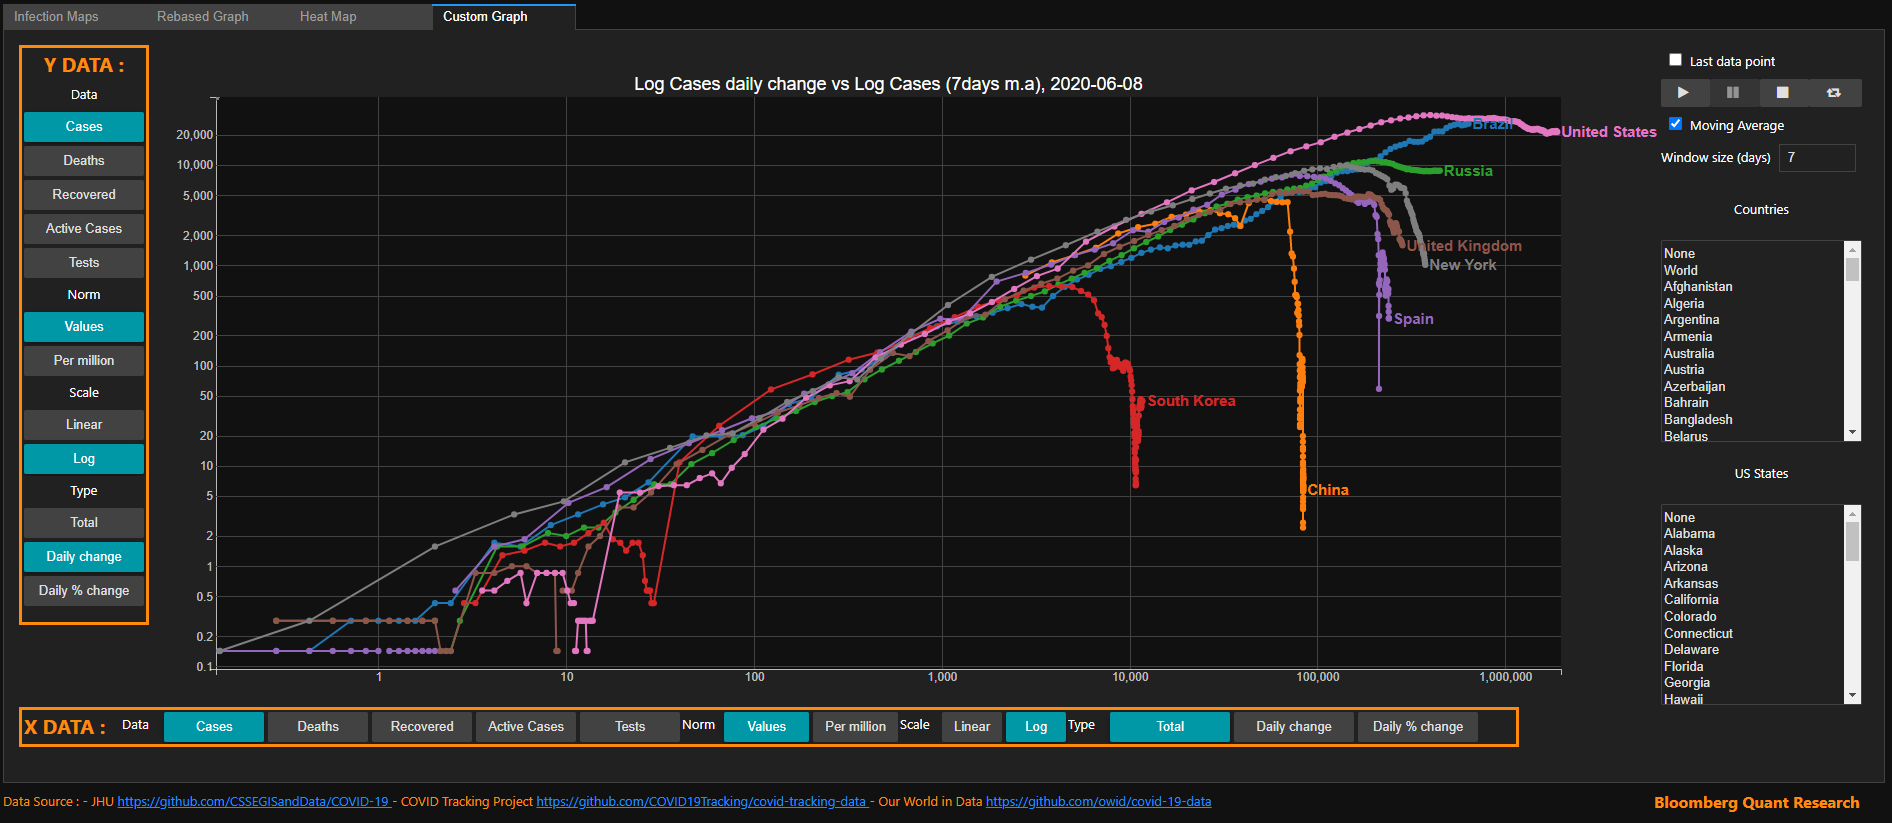 Infection Maps
Rebased Graph
Heat Map
Custom Graph
Y DATA :
Data
Cases
Deaths
Recovered
Active Cases
Tests
Norm
Values
Per million
Scale
Linear
Log
Type
Total
Daily change
Daily % change
Log Cases daily change vs Log Cases (7days m.a), 2020-06-08
20,000
10,000
5,000
2,000
1,000
500
200
100
50
20
10
5
2
1
0.5
0.2
0.1
1
10
100
1,000
10,000
100,000
1,000,000
Brazil
United States
Russia
United Kingdom
New York
Spain
South Korea
China
Last data point
Moving Average
Window size (days) 7
Countries
None
World
Afghanistan
Algeria
Argentina
Armenia
Australia
Austria
Azerbaijan
Bahrain
Bangladesh
Belarus
US States
None
Alabama
Alaska
Arizona
Arkansas
California
Colorado
Connecticut
Delaware
Florida
Georgia
Hawaii
X DATA : Data Cases Deaths Recovered Active Cases Tests Norm Values Per million Scale Linear Log Type Total Daily change Daily % change
Data Source : - JHU https://github.com/CSSEGISandData/COVID-19 - COVID Tracking Project https://github.com/COVID19Tracking/covid-tracking-data - Our World in Data https://github.com/owid/covid-19-data
Bloomberg Quant Research